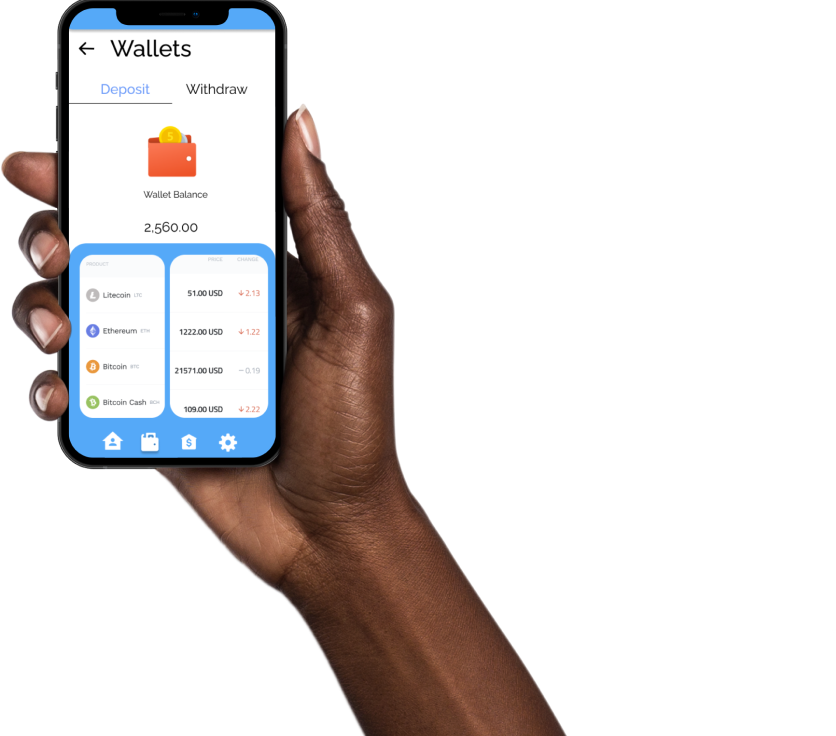 Wallets
Deposit Withdraw
Wallet Balance
2,560.00
PRODUCT PRICE CHANGE
Litecoin LTC 51.00 USD ↓ 2.13
Ethereum ETH 1222.00 USD ↓ 1.22
Bitcoin BTC 21571.00 USD ~ 0.19
Bitcoin Cash BCH 109.00 USD ↓ 2.22